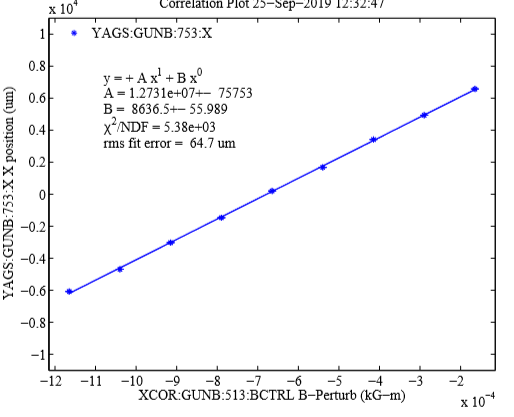 Correlation Plot 25−Sep−2019 12:32:47
x 10^4
YAGS:GUNB:753:X
y = + A x^1 + B x^0
A = 1.2731e+07+− 75753
B = 8636.5+− 55.989
χ^2/NDF = 5.38e+03
rms fit error = 64.7 um
YAGS:GUNB:753:X X position (um)
1
0.8
0.6
0.4
0.2
0
−0.2
−0.4
−0.6
−0.8
−1
−12 −11 −10 −9 −8 −7 −6 −5 −4 −3 −2
XCOR:GUNB:513:BCTRL B−Perturb (kG−m)
x 10^−4